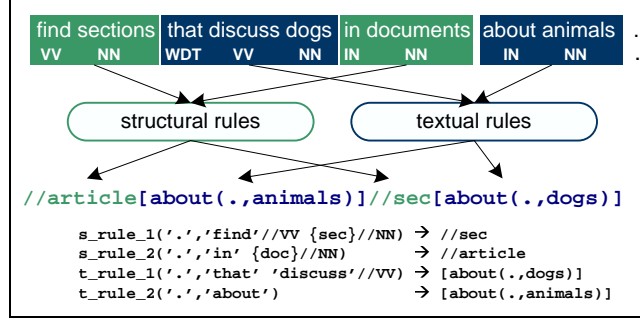 find sections that discuss dogs in documents about animals .
VV NN WDT VV NN IN NN IN NN .
structural rules textual rules
//article[about(.,animals)]//sec[about(.,dogs)]
s_rule_1('.','find'//VV {sec}//NN) → //sec
s_rule_2('.','in' {doc}//NN) → //article
t_rule_1('.','that' 'discuss'//VV) → [about(.,dogs)]
t_rule_2('.','about') → [about(.,animals)]